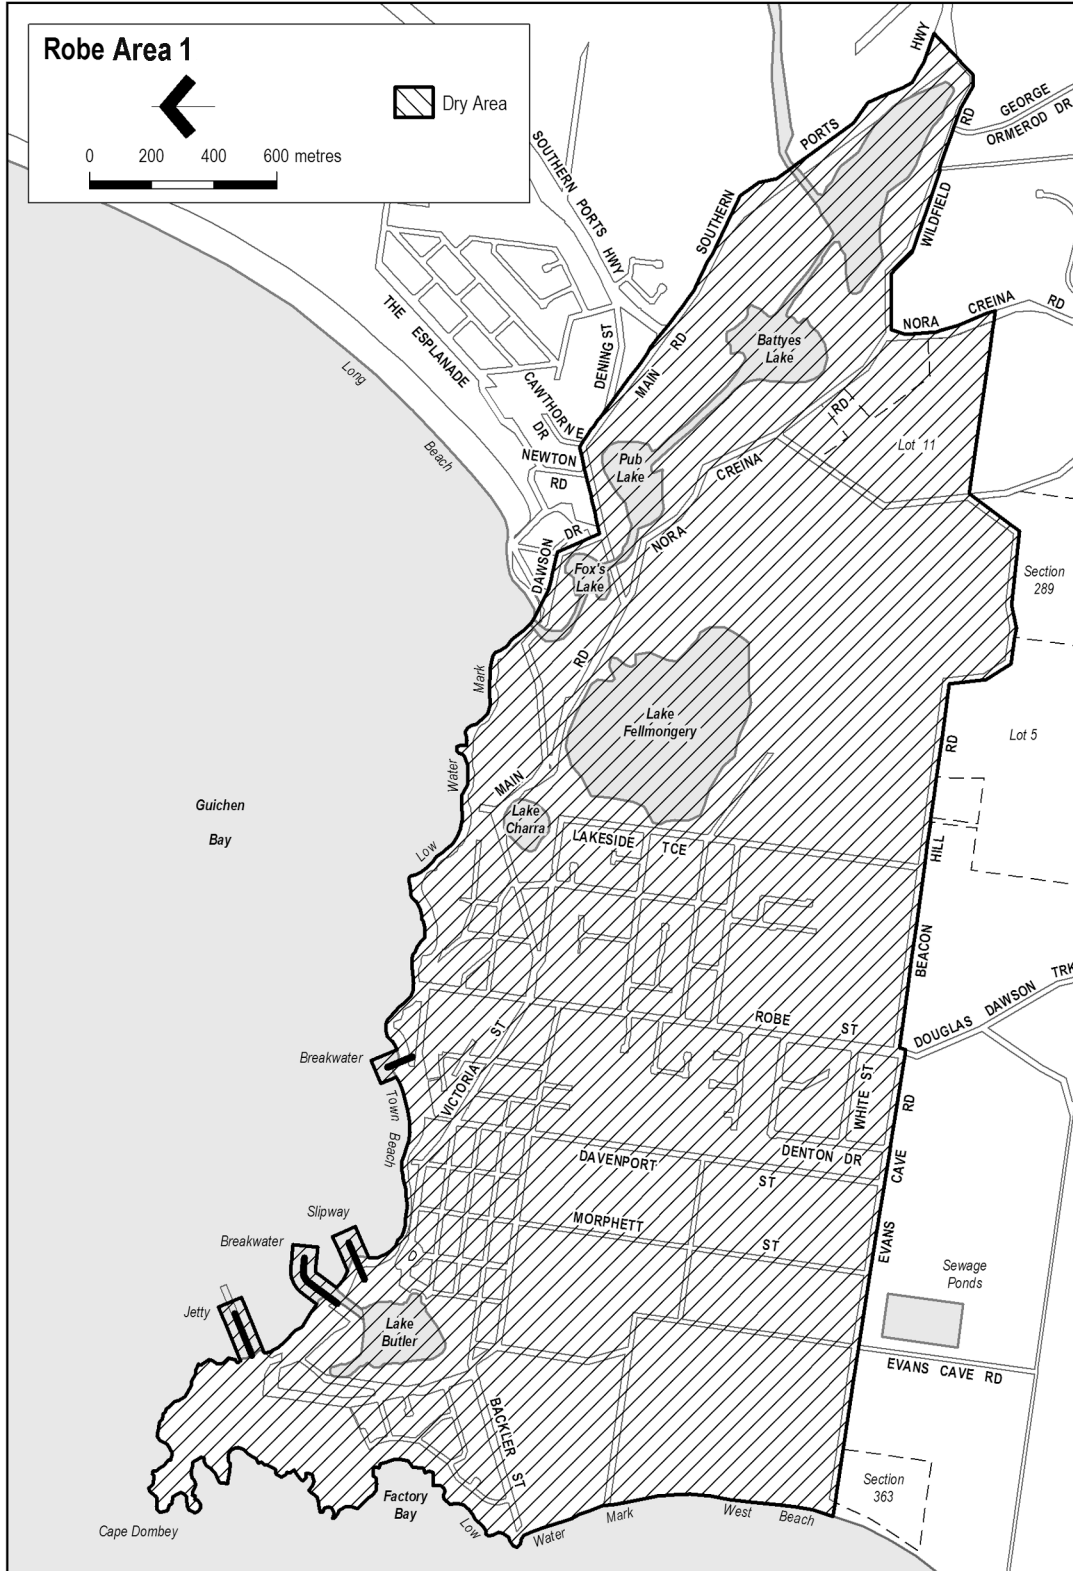 Robe Area 1
Dry Area
0 200 400 600 metres
HWY
GEORGE
ORMEROD DR
RD
PORTS
SOUTHERN
WILDFIELD
SOUTHERN PORTS HWY
CREINA RD
NORA
THE ESPLANADE
Long
Beach
DENING ST
MAIN RD
Battyes
Lake
CAWTHORNE
DR
RD
Lot 11
NEWTON
RD
Pub
Lake
CREINA
NORA
DAWSON DR
Fox's
Lake
Section
289
RD
Mark
Lake
Fellmongery
Lot 5
RD
Water
MAIN
Guichen
Bay
Lake
Charra
LAKESIDE TCE
Low
HILL
BEACON
DOUGLAS DAWSON TRK
ROBE ST
VICTORIA ST
Breakwater
Town
Beach
WHITE ST
RD
DENTON DR
DAVENPORT
ST
CAVE
MORPHETT
ST
EVANS
Slipway
Breakwater
Sewage
Ponds
Jetty
Lake
Butler
EVANS CAVE RD
BACKLER ST
Section
363
Factory
Bay
Cape Dombey
Low
Water
Mark
West
Beach